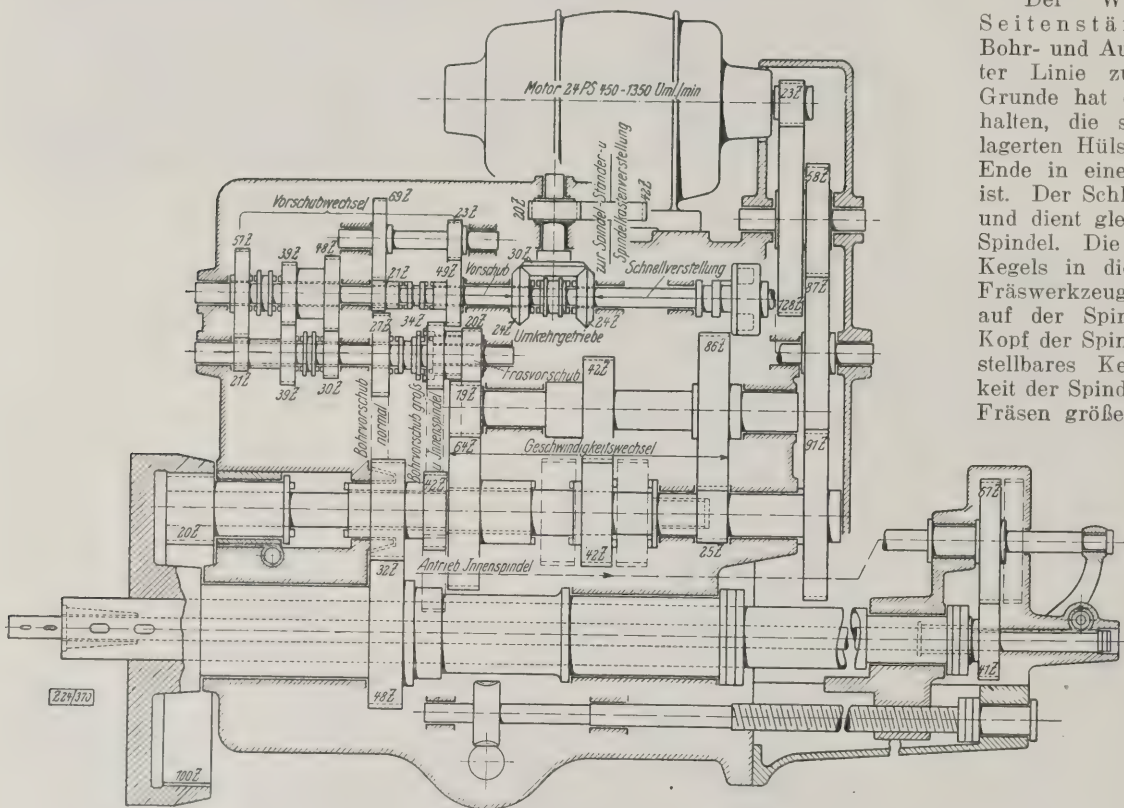 Der W
Seitenstä
Bohr- und Au
ter Linie zu
Grunde hat
halten, die s
lagerten Hüls
Ende in eine
ist. Der Schl
und dient gle
Spindel. Die
Kegels in di
Fräswerkzeug
auf der Spin
Kopf der Spin
stellbares Ke
keit der Spind
Fräsen größe
Motor 24 PS 450-1350 Uml./min
23Z
58Z
69Z
Vorschubwechsel
23Z
20Z
42Z
zur Spindel-Ständer-u
Spindelkastenverstellung
57Z
39Z
48Z
21Z
49Z
Vorschub
30Z
Schnellverstellung
128Z
87Z
24Z
Umkehrgetriebe
24Z
27Z
34Z
20Z
86Z
21Z
39Z
30Z
Fräsvorschub
42Z
19Z
Bohrvorschub
normal
Bohrvorschub groß
u Innenspindel
64Z
Geschwindigkeitswechsel
91Z
42Z
20Z
32Z
42Z
25Z
57Z
Antrieb Innenspindel
41Z
48Z
Z24/370
100Z